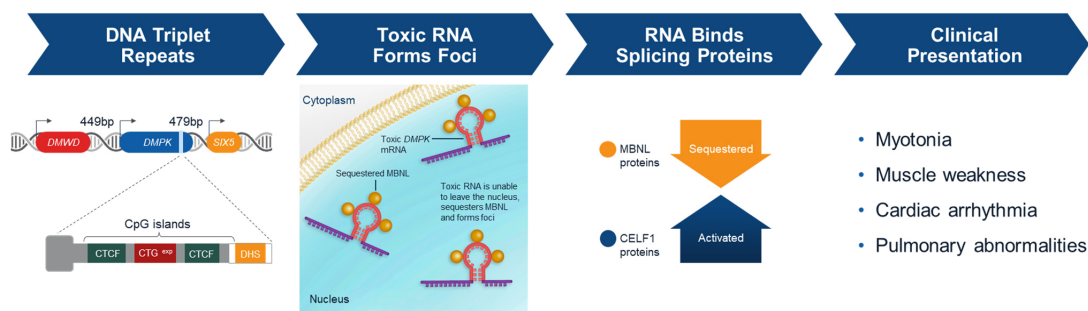 DNA Triplet
Repeats
Toxic RNA
Forms Foci
RNA Binds
Splicing Proteins
Clinical
Presentation
449bp
479bp
DMWD
DMPK
SIX5
CpG islands
CTCF
CTG exp
CTCF
DHS
Cytoplasm
Toxic DMPK
mRNA
Sequestered MBNL
Toxic RNA is unable
to leave the nucleus,
sequesters MBNL
and forms foci
Nucleus
MBNL
proteins
Sequestered
CELF1
proteins
Activated
• Myotonia
• Muscle weakness
• Cardiac arrhythmia
• Pulmonary abnormalities